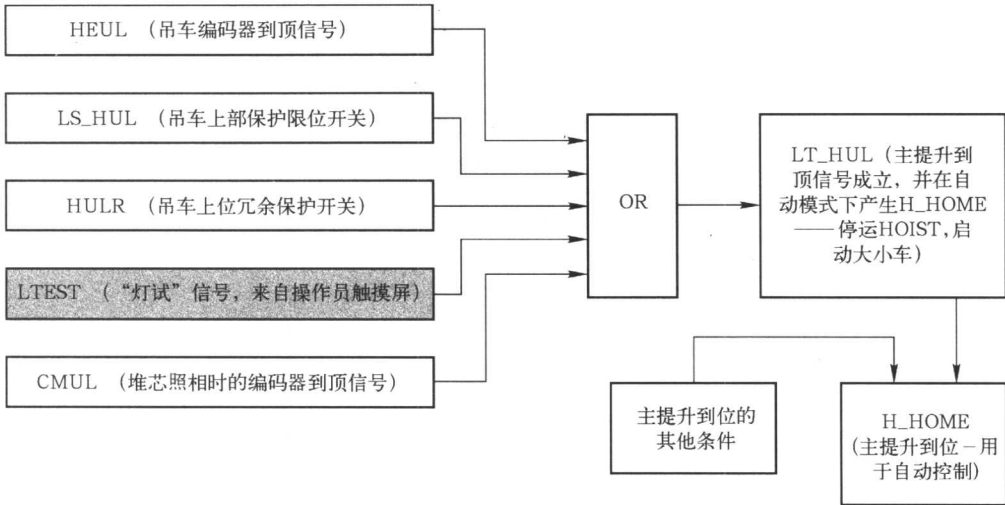 HEUL （吊车编码器到顶信号）
LS_HUL （吊车上部保护限位开关）
HULR （吊车上位冗余保护开关）
LTEST （ “灯试”信号，来自操作员触摸屏）
CMUL （堆芯照相时的编码器到顶信号）
OR
LT_HUL（主提升到
顶信号成立，并在自
动模式下产生H_HOME
——停运HOIST，启
动大小车）
主提升到位的
其他条件
H_HOME
（主提升到位－用
于自动控制）